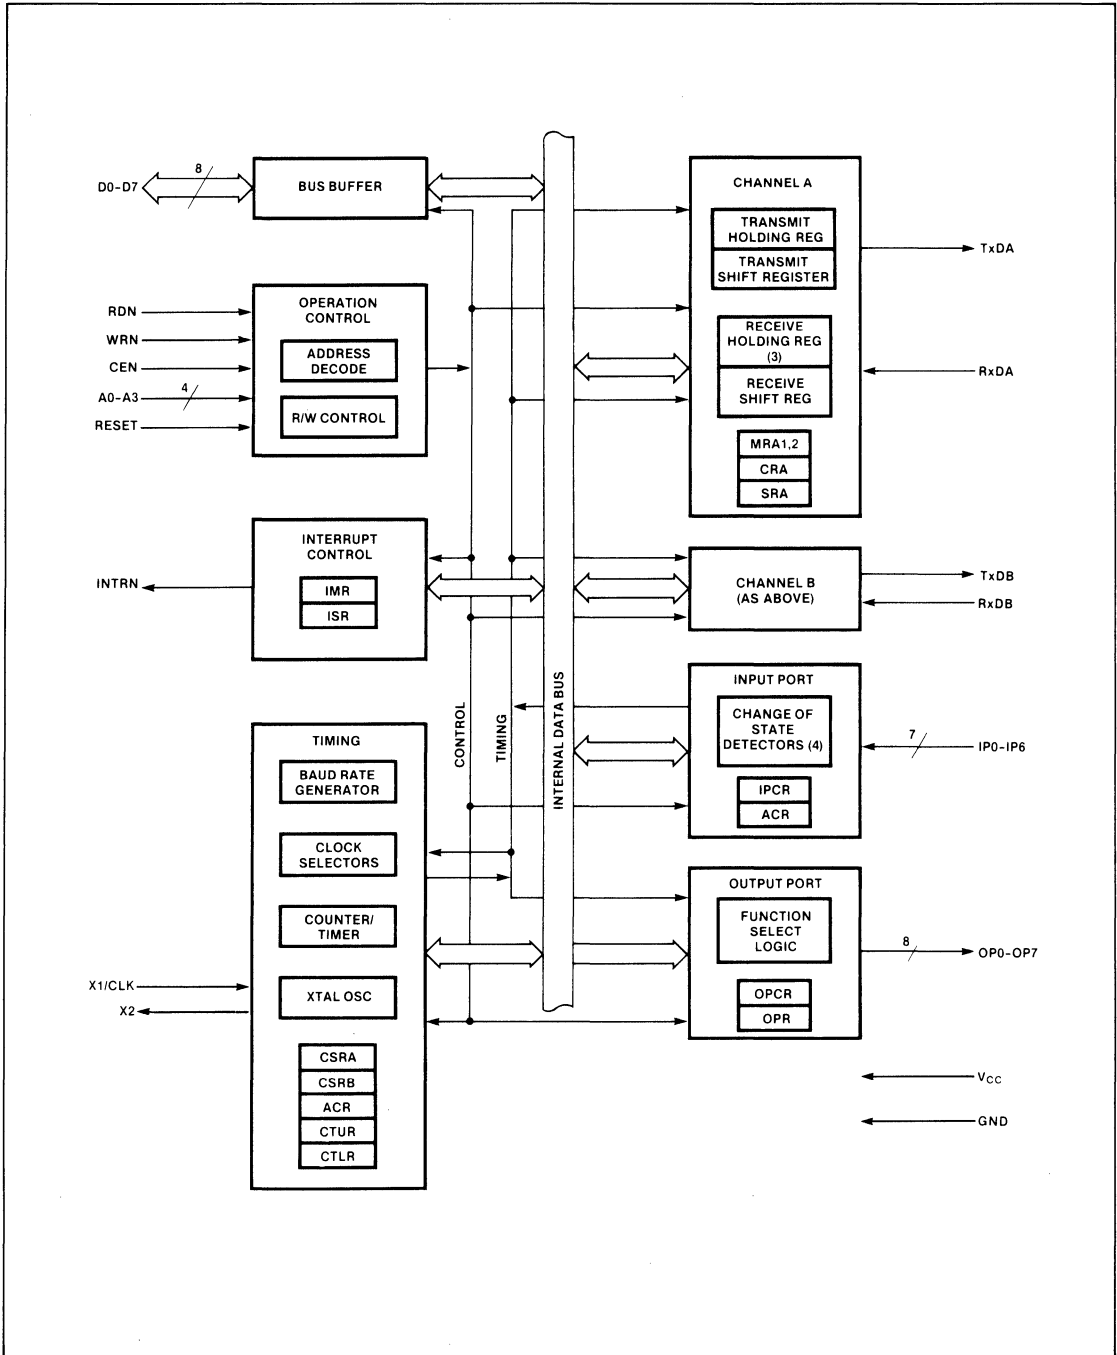 D0-D7
8
BUS BUFFER
RDN
WRN
CEN
A0-A3
4
RESET
OPERATION
CONTROL
ADDRESS
DECODE
R/W CONTROL
INTRN
INTERRUPT
CONTROL
IMR
ISR
TIMING
BAUD RATE
GENERATOR
CLOCK
SELECTORS
COUNTER/
TIMER
XTAL OSC
X1/CLK
X2
CSRA
CSRB
ACR
CTUR
CTLR
CONTROL
TIMING
INTERNAL DATA BUS
CHANNEL A
TRANSMIT
HOLDING REG
TRANSMIT
SHIFT REGISTER
RECEIVE
HOLDING REG
(3)
RECEIVE
SHIFT REG
MRA1,2
CRA
SRA
TxDA
RxDA
CHANNEL B
(AS ABOVE)
TxDB
RxDB
INPUT PORT
CHANGE OF
STATE
DETECTORS (4)
IPCR
ACR
7
IP0-IP6
OUTPUT PORT
FUNCTION
SELECT
LOGIC
OPCR
OPR
8
OP0-OP7
VCC
GND